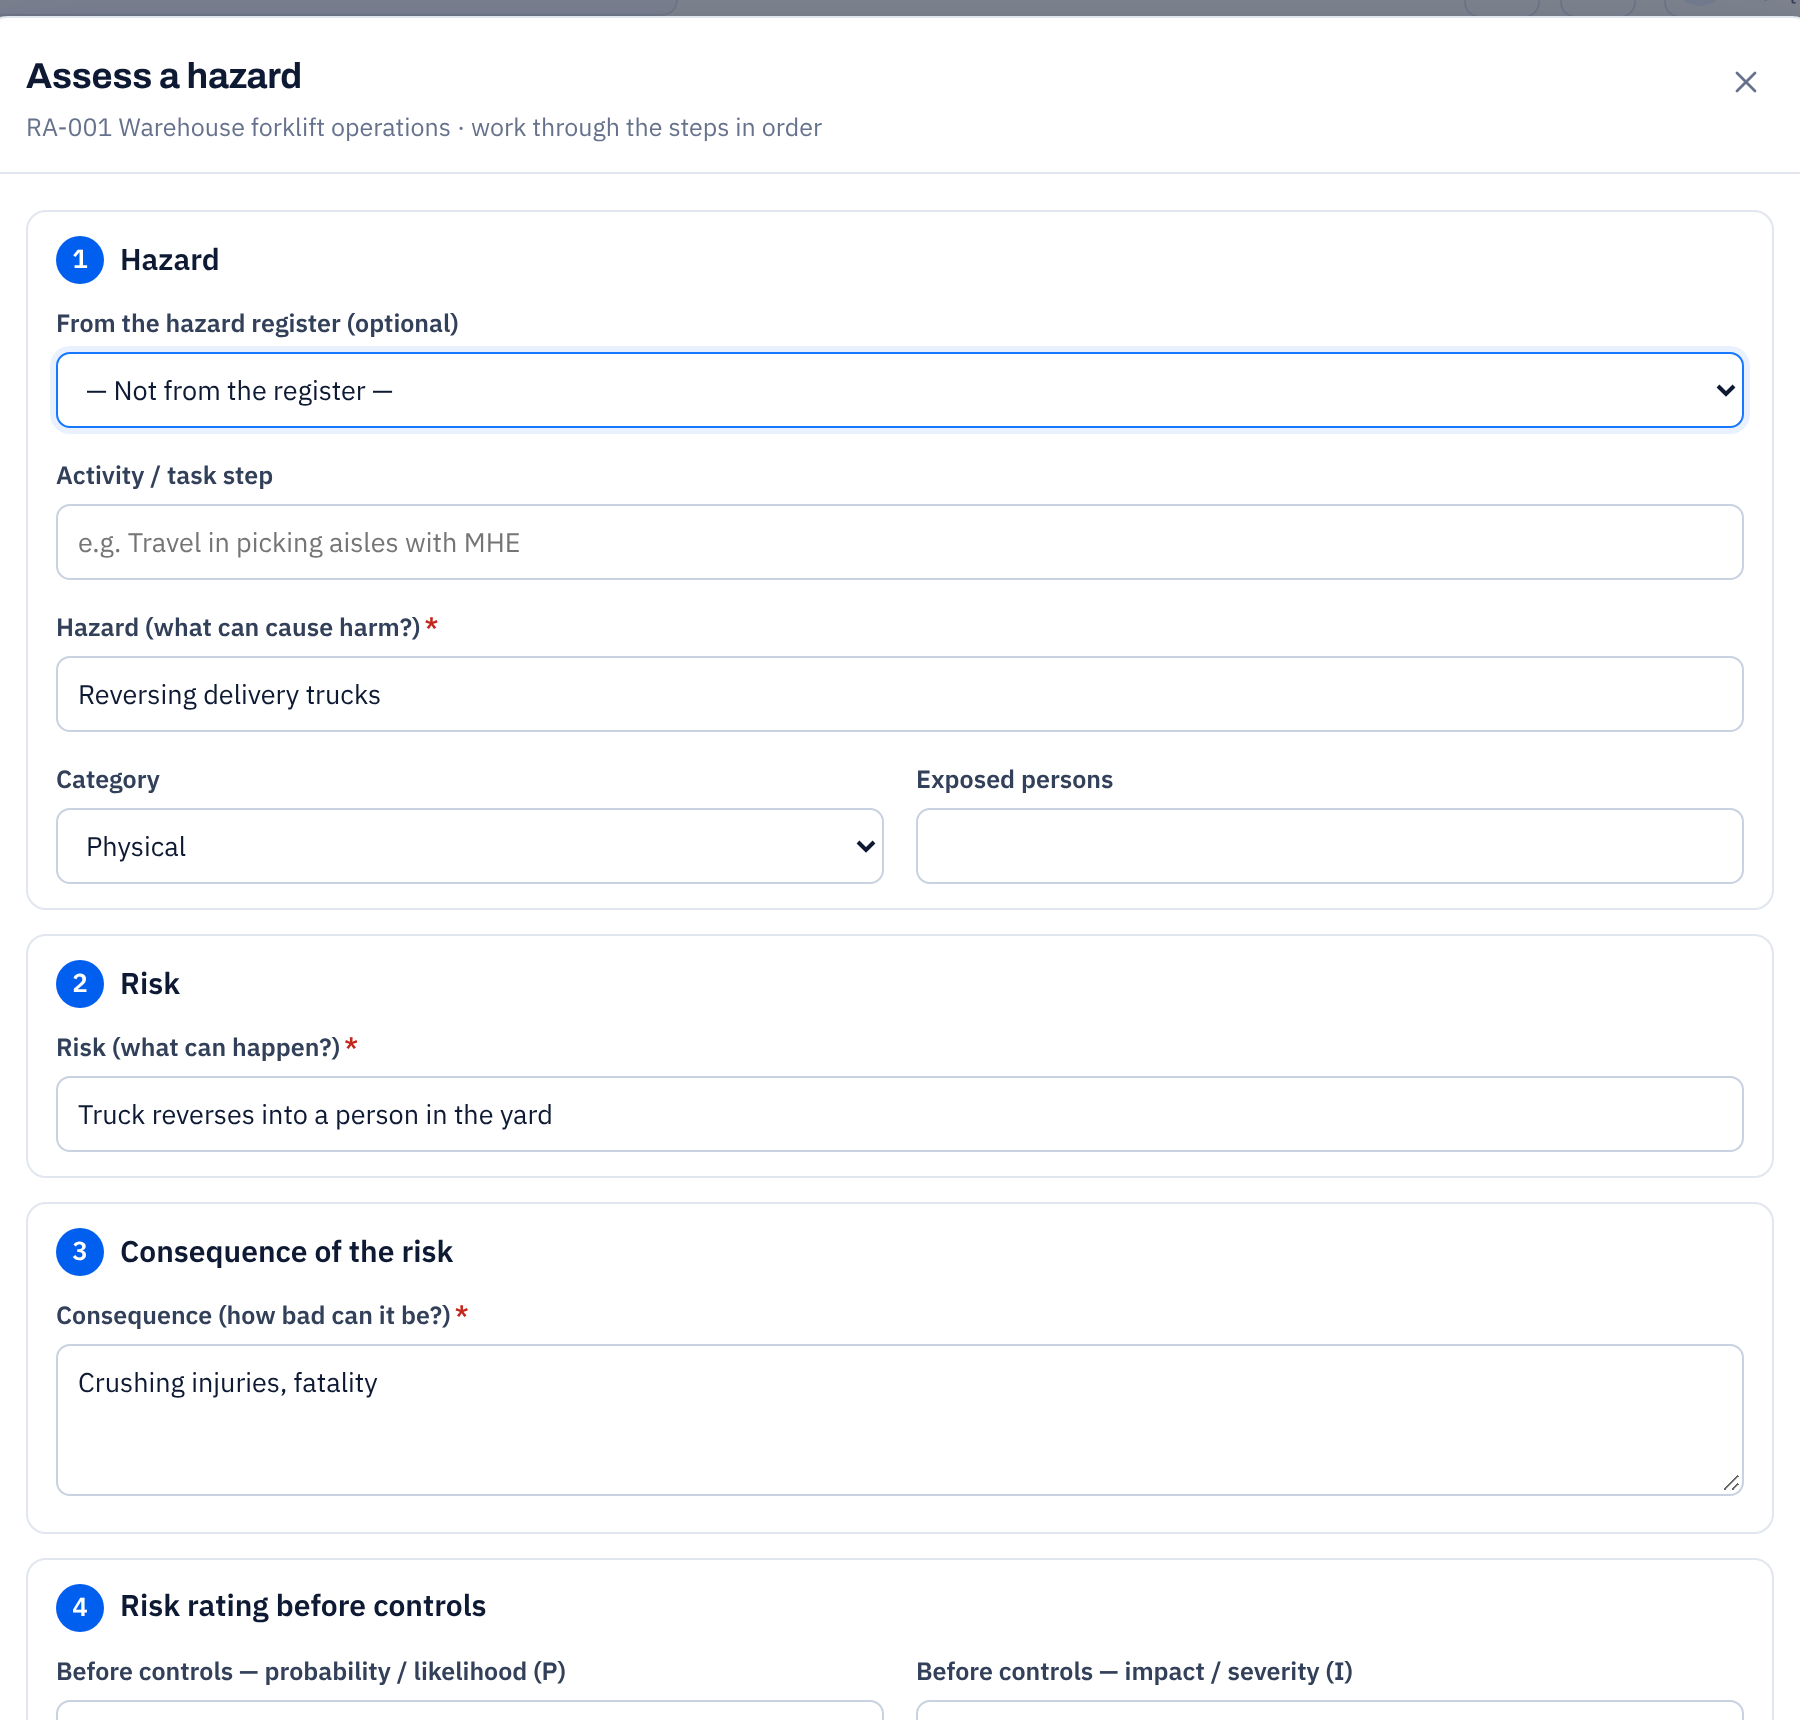 Assess a hazard
RA-001 Warehouse forklift operations · work through the steps in order
1 Hazard
From the hazard register (optional)
— Not from the register —
Activity / task step
e.g. Travel in picking aisles with MHE
Hazard (what can cause harm?) *
Reversing delivery trucks
Category
Exposed persons
Physical
2 Risk
Risk (what can happen?) *
Truck reverses into a person in the yard
3 Consequence of the risk
Consequence (how bad can it be?) *
Crushing injuries, fatality
4 Risk rating before controls
Before controls — probability / likelihood (P)
Before controls — impact / severity (I)